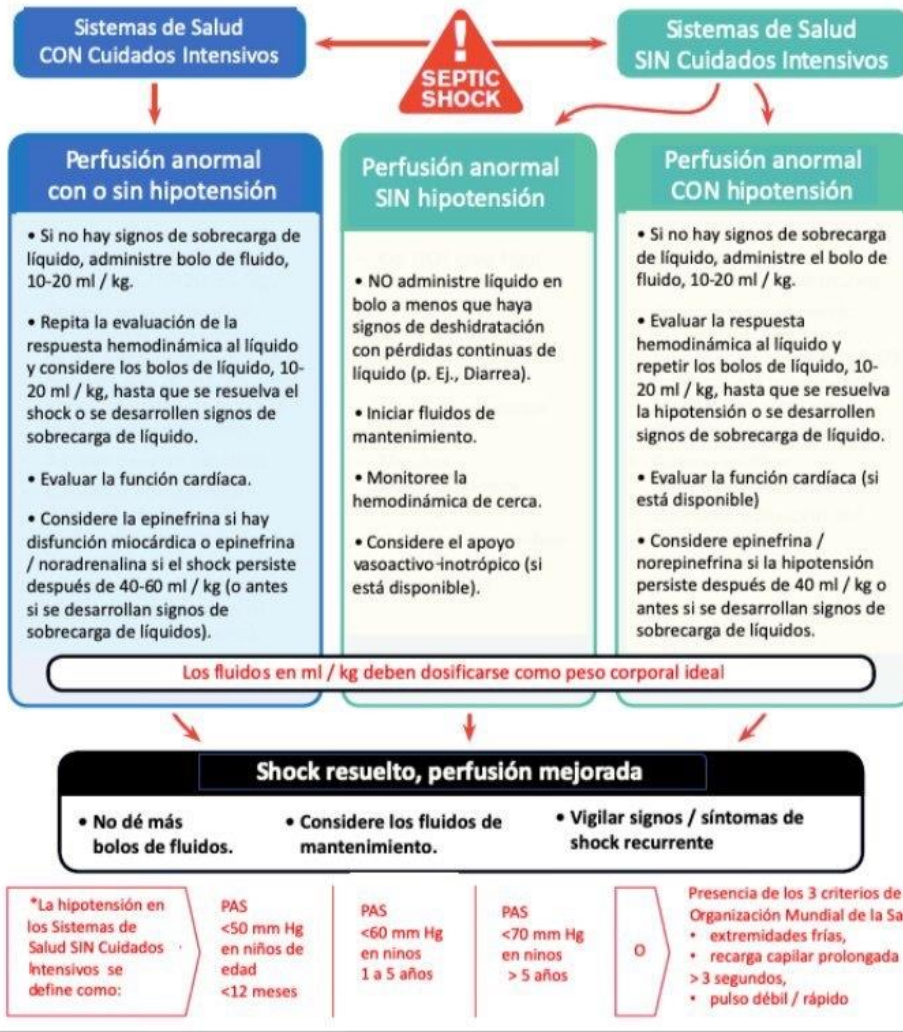 Sistemas de Salud
CON Cuidados Intensivos
!
SEPTIC
SHOCK
Sistemas de Salud
SIN Cuidados Intensivos
Perfusión anormal
con o sin hipotensión
• Si no hay signos de sobrecarga de
líquido, administre bolo de fluido,
10-20 ml / kg.
• Repita la evaluación de la
respuesta hemodinámica al líquido
y considere los bolos de líquido, 10-
20 ml / kg, hasta que se resuelva el
shock o se desarrollen signos de
sobrecarga de líquido.
• Evaluar la función cardíaca.
• Considere la epinefrina si hay
disfunción miocárdica o epinefrina
/ noradrenalina si el shock persiste
después de 40-60 ml / kg (o antes
si se desarrollan signos de
sobrecarga de líquidos).
Perfusión anormal
SIN hipotensión
• NO administre líquido en
bolo a menos que haya
signos de deshidratación
con pérdidas continuas de
líquido (p. Ej., Diarrea).
• Iniciar fluidos de
mantenimiento.
• Monitoree la
hemodinámica de cerca.
• Considere el apoyo
vasoactivo-inotrópico (si
está disponible).
Perfusión anormal
CON hipotensión
• Si no hay signos de sobrecarga
de líquido, administre el bolo de
fluido, 10-20 ml / kg.
• Evaluar la respuesta
hemodinámica al líquido y
repetir los bolos de líquido, 10-
20 ml / kg, hasta que se resuelva
la hipotensión o se desarrollen
signos de sobrecarga de líquido.
• Evaluar la función cardíaca (si
está disponible)
• Considere epinefrina /
norepinefrina si la hipotensión
persiste después de 40 ml / kg o
antes si se desarrollan signos de
sobrecarga de líquidos.
Los fluidos en ml / kg deben dosificarse como peso corporal ideal
Shock resuelto, perfusión mejorada
• No dé más
bolos de fluidos.
• Considere los fluidos de
mantenimiento.
• Vigilar signos / síntomas de
shock recurrente
*La hipotensión en
los Sistemas de
Salud SIN Cuidados
Intensivos se
define como:
PAS
<50 mm Hg
en niños de
edad
<12 meses
PAS
<60 mm Hg
en ninos
1 a 5 años
PAS
<70 mm Hg
en ninos
> 5 años
O
Presencia de los 3 criterios de
Organización Mundial de la Sa
• extremidades frías,
• recarga capilar prolongada
> 3 segundos,
• pulso débil / rápido